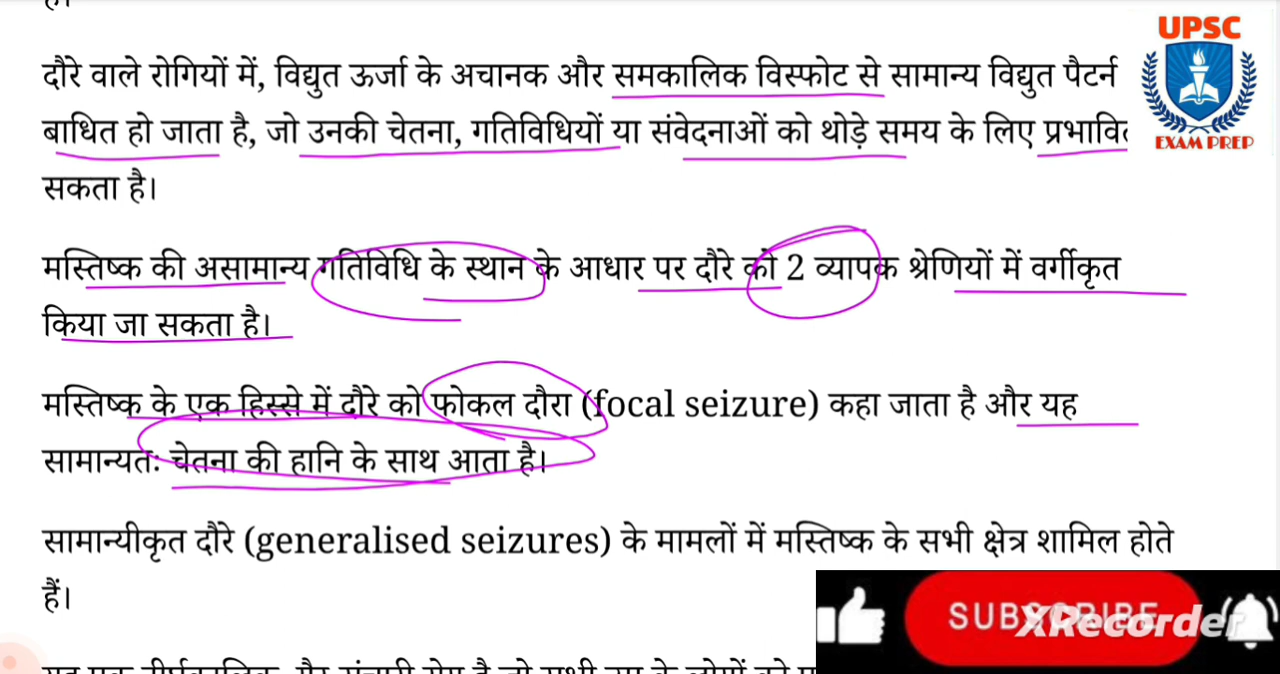 है।
UPSC
EXAM PREP
दौरे वाले रोगियों में, विद्युत ऊर्जा के अचानक और समकालिक विस्फोट से सामान्य विद्युत पैटर्न
बाधित हो जाता है, जो उनकी चेतना, गतिविधियों या संवेदनाओं को थोड़े समय के लिए
सकता है।
मस्तिष्क की असामान्य गतिविधि के स्थान के आधार पर दौरे को 2 व्यापक श्रेणियों में वर्गीकृत
किया जा सकता है।
मस्तिष्क के एक हिस्से में दौरे को फोकल दौरा (focal seizure) कहा जाता है और यह
सामान्यतः चेतना की हानि के साथ आता है।
सामान्यीकृत दौरे (generalised seizures) के मामलों में मस्तिष्क के सभी क्षेत्र शामिल होते
हैं।
SUBSCRIBE
XRecorder